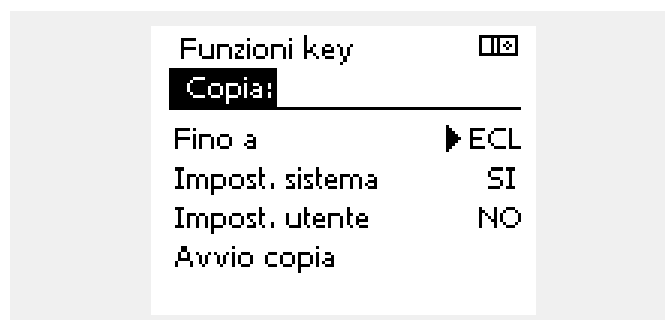 Funzioni key
Copia:
Fino a ECL
Impost. sistema SI
Impost. utente NO
Avvio copia